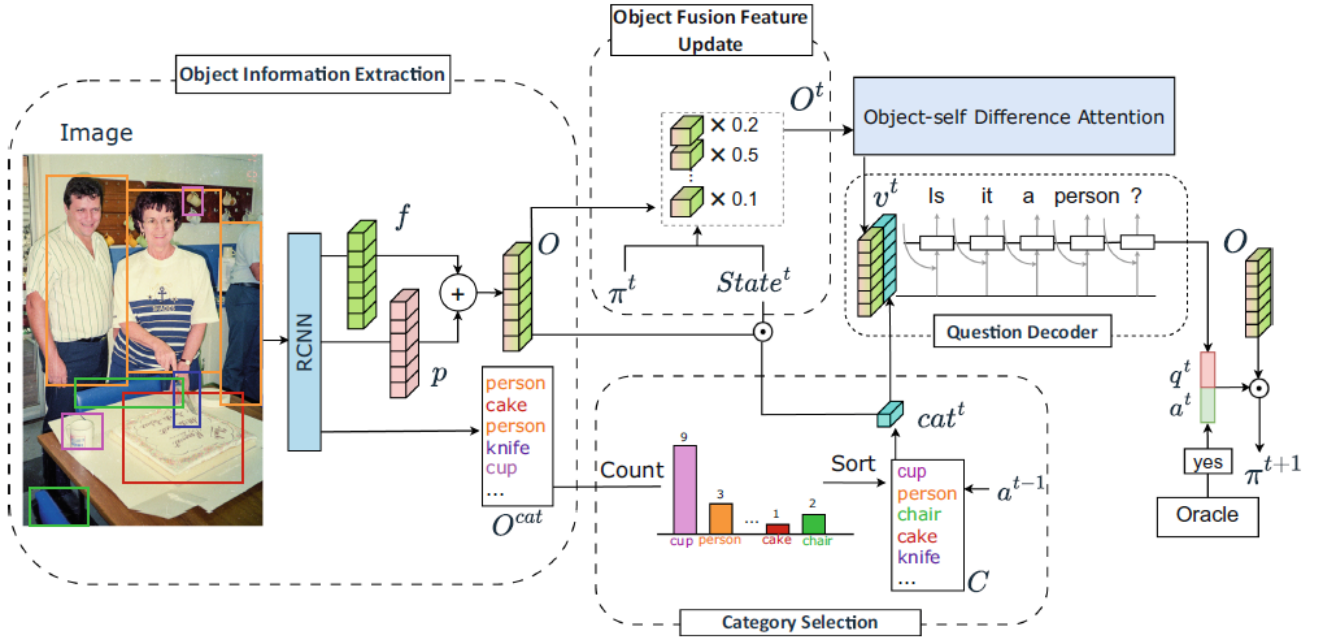 Object Information Extraction
Image
RCNN
f
p
O
person
cake
person
knife
cup
...
O^{cat}
Object Fusion Feature
Update
× 0.2
× 0.5
⋮
× 0.1
π^t
State^t
O^t
Object-self Difference Attention
v^t
Is it a person ?
Question Decoder
Count
9
3
...
1
2
cup
person
cake
chair
Sort
cat^t
cup
person
chair
cake
knife
...
C
a^{t-1}
Category Selection
O
q^t
a^t
yes
Oracle
π^{t+1}